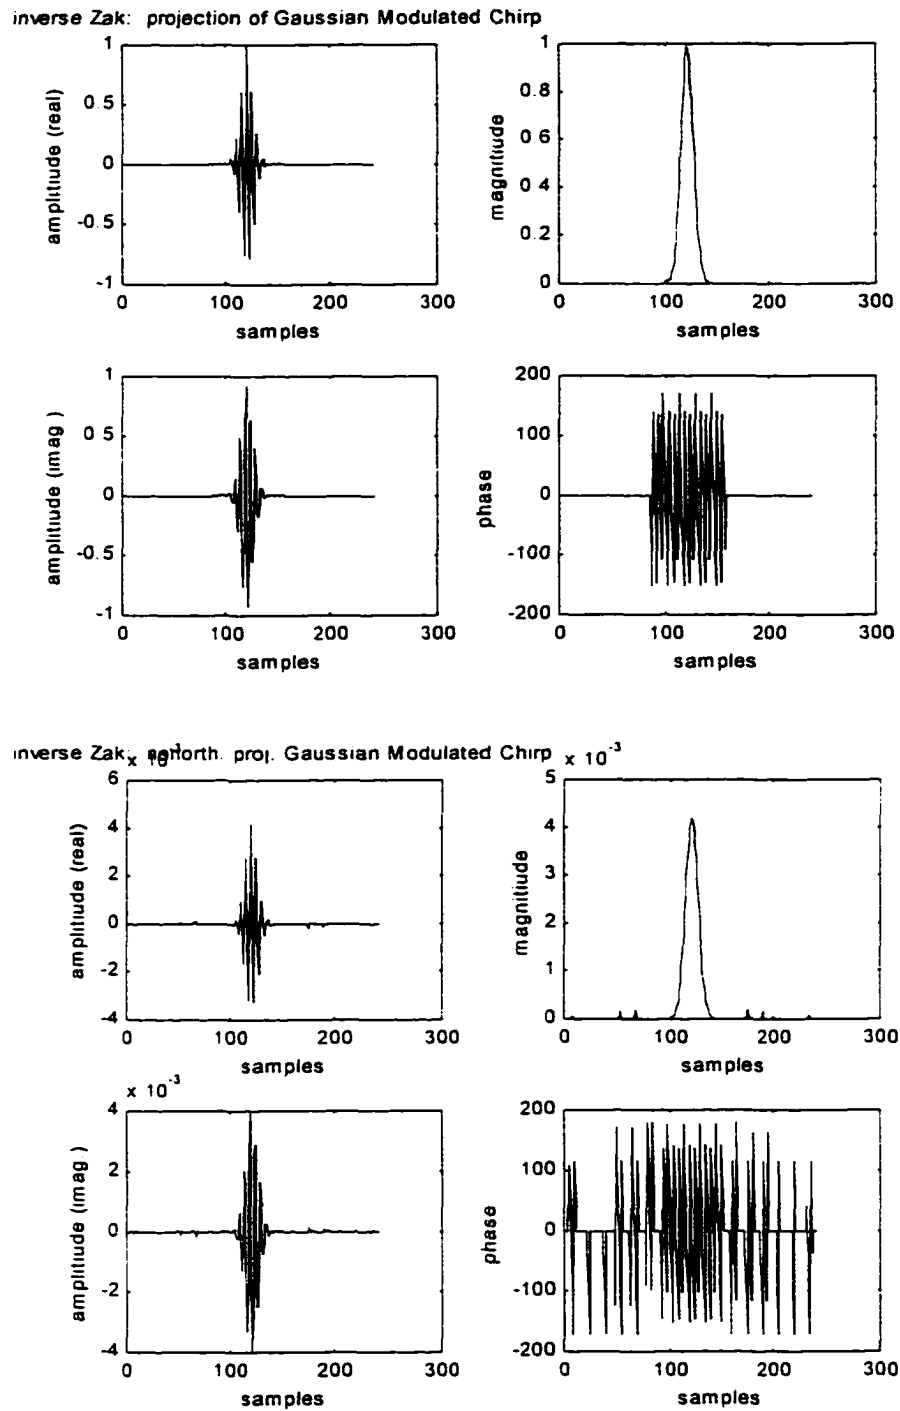 inverse Zak: projection of Gaussian Modulated Chirp
1
0.5
0
-0.5
-1
amplitude (real)
0 100 200 300
samples
1
0.8
0 6
0 4
0.2
0
magnitude
0 100 200 300
samples
1
0 5
0
-0.5
-1
amplitude (imag )
0 100 200 300
samples
200
100
0
-100
-200
phase
0 100 200 300
samples
inverse Zak: orth. proj. Gaussian Modulated Chirp
x 10-3
6
4
2
0
-2
-4
amplitude (real)
0 100 200 300
samples
x 10-3
5
4
3
2
1
0
magnitude
0 100 200 300
samples
x 10-3
4
2
0
-2
-4
amplitude (imag )
0 100 200 300
samples
200
100
0
-100
-200
phase
0 100 200 300
samples